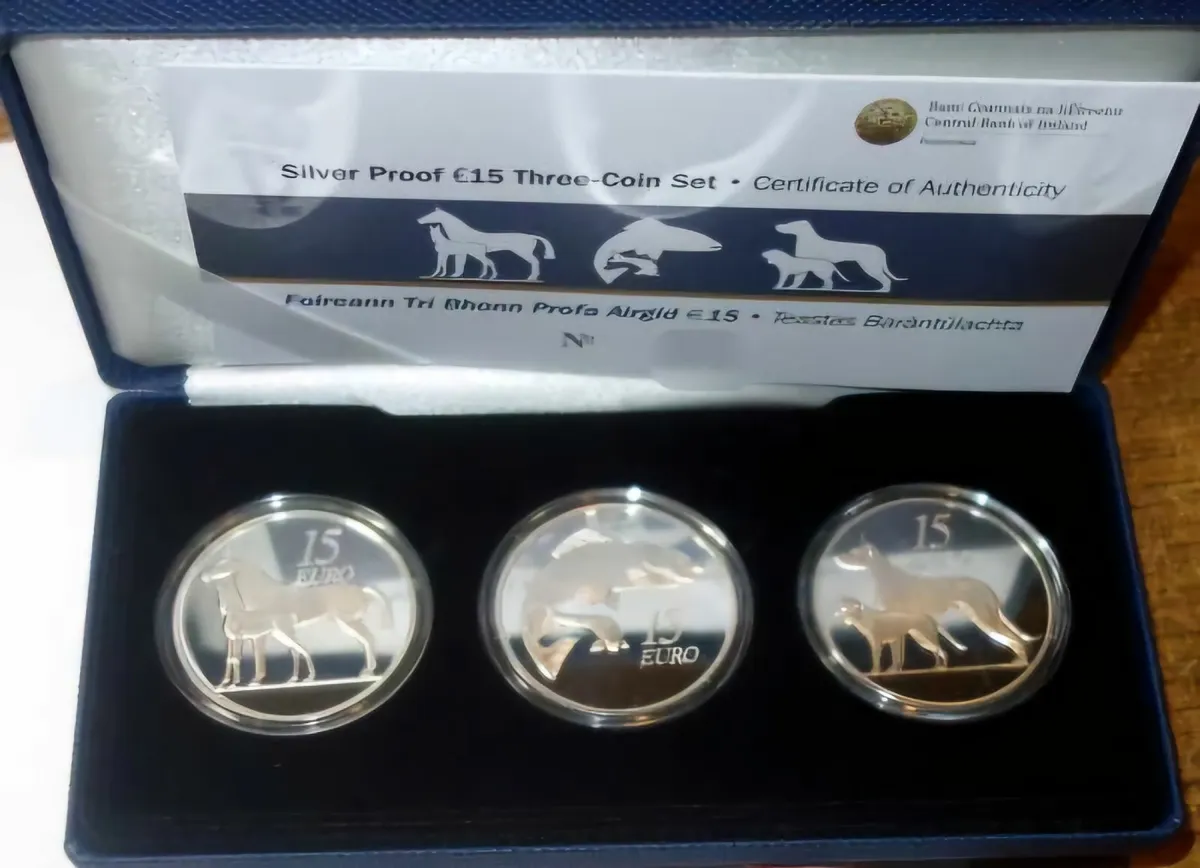 Banc Ceannais na hÉireann
Central Bank of Ireland
Silver Proof €15 Three-Coin Set • Certificate of Authenticity
Foireann Trí Bhonn Profa Airgid €15 • Teastas Barántúlachta
Nº
15
EURO
15
EURO
15